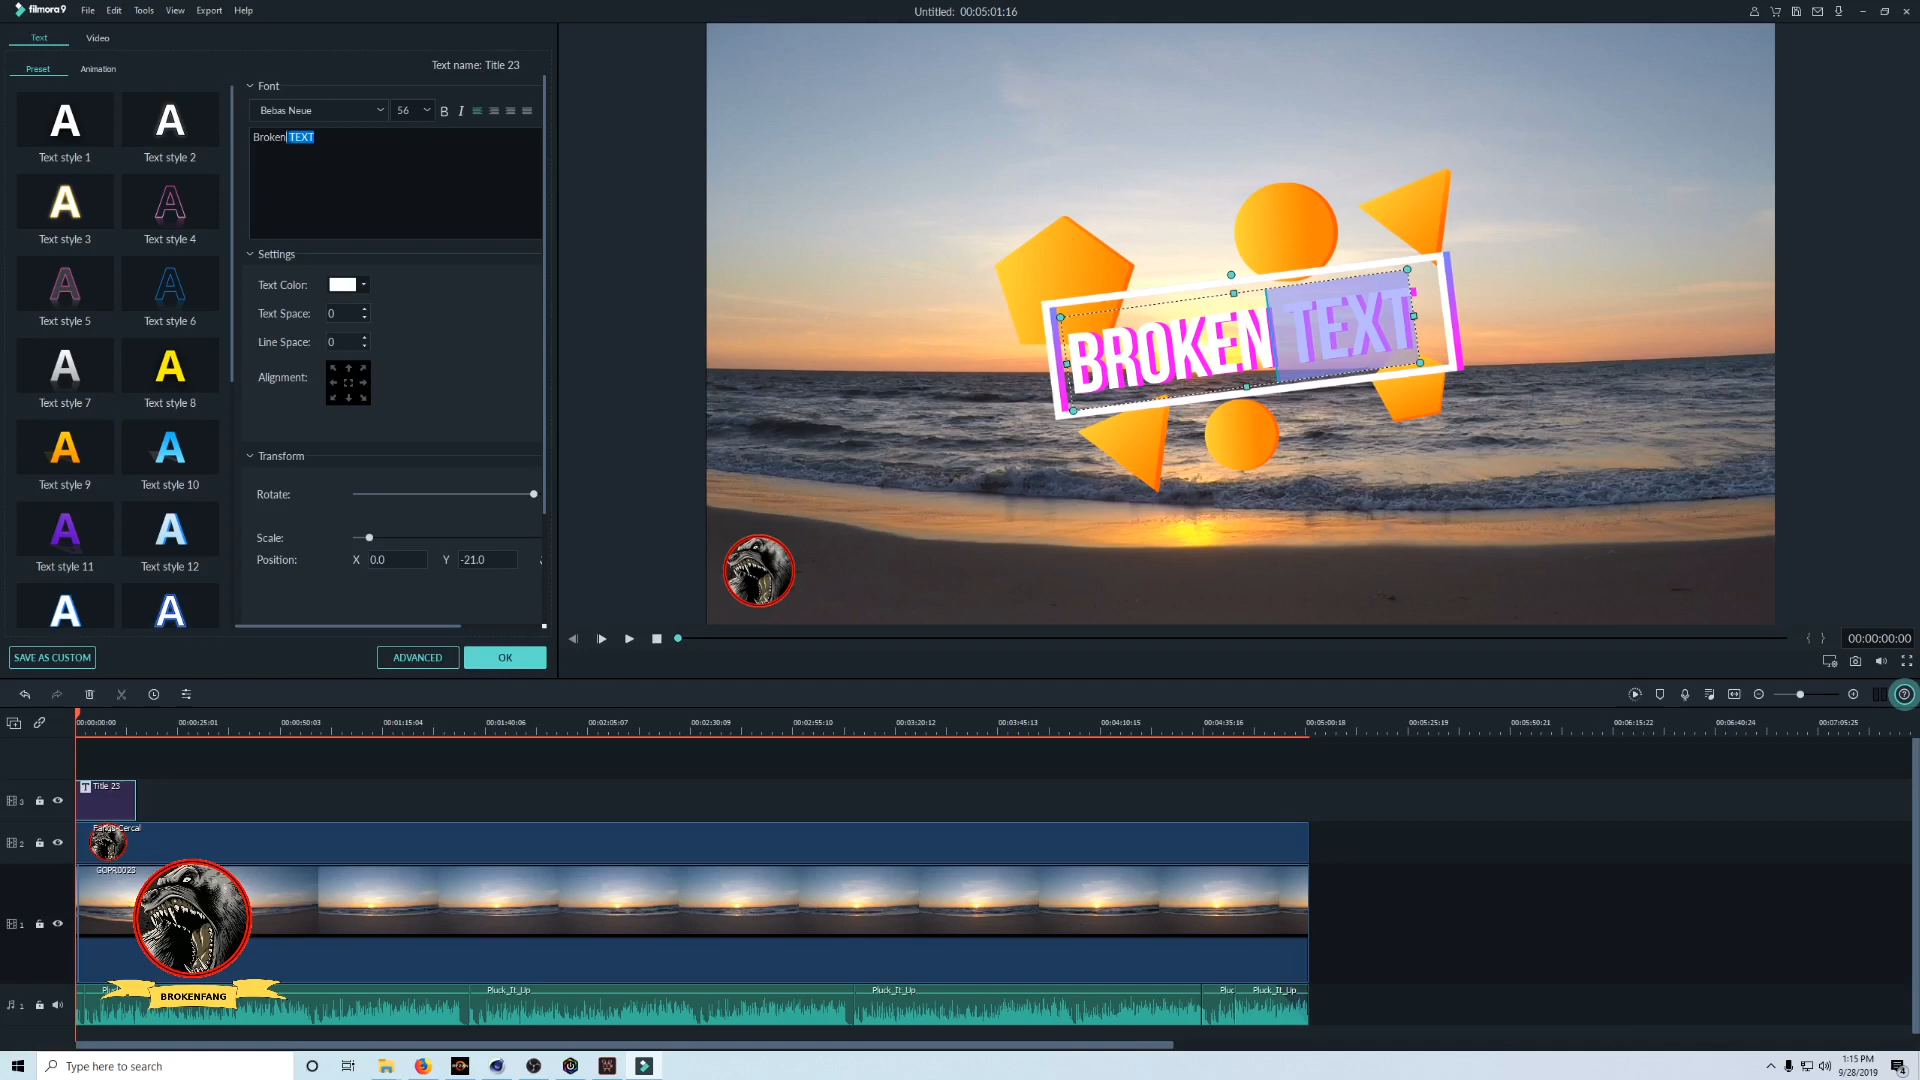 filmora9 File Edit Tools View Export Help
Untitled: 00:05:01:16
Text Video
Preset Animation
Text name: Title 23
Font
Bebas Neue 56 B I
Broken TEXT
Text style 1 Text style 2
Text style 3 Text style 4
Text style 5 Text style 6
Text style 7 Text style 8
Text style 9 Text style 10
Text style 11 Text style 12
Settings
Text Color:
Text Space: 0
Line Space: 0
Alignment:
Transform
Rotate:
Scale:
Position: X 0.0 Y -21.0
SAVE AS CUSTOM ADVANCED OK
BROKEN TEXT
00:00:00:00
00:00:00:00 00:00:25:01 00:00:50:03 00:01:15:04 00:01:40:06 00:02:05:07 00:02:30:09 00:02:55:10 00:03:20:12 00:03:45:13 00:04:10:15 00:04:35:16 00:05:00:18 00:05:25:19 00:05:50:21 00:06:15:22 00:06:40:24 00:07:05:25
3 T Title 23
2
1 GOPR0023
BROKENFANG
1 Pluck_It_Up Pluck_It_Up Pluc Pluck_It_Up
Type here to search
1:15 PM
9/28/2019
4